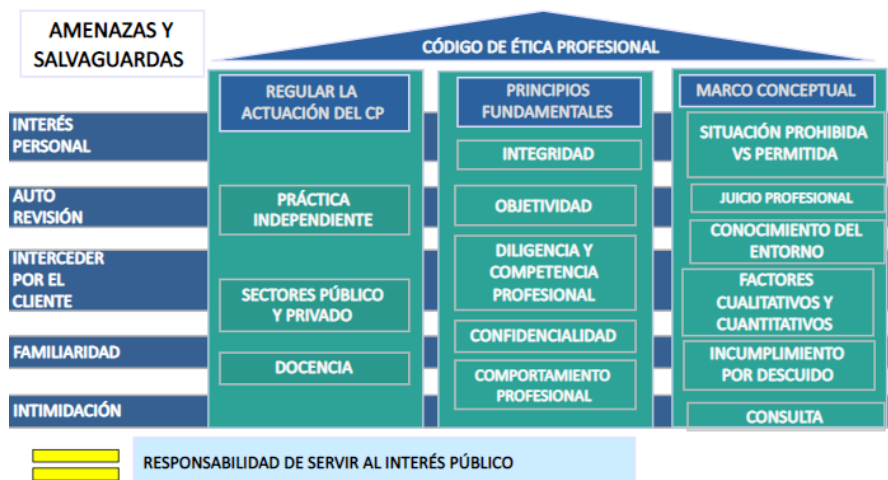 AMENAZAS Y
SALVAGUARDAS
CÓDIGO DE ÉTICA PROFESIONAL
INTERÉS
PERSONAL
AUTO
REVISIÓN
INTERCEDER
POR EL
CLIENTE
FAMILIARIDAD
INTIMIDACIÓN
REGULAR LA
ACTUACIÓN DEL CP
PRÁCTICA
INDEPENDIENTE
SECTORES PÚBLICO
Y PRIVADO
DOCENCIA
PRINCIPIOS
FUNDAMENTALES
INTEGRIDAD
OBJETIVIDAD
DILIGENCIA Y
COMPETENCIA
PROFESIONAL
CONFIDENCIALIDAD
COMPORTAMIENTO
PROFESIONAL
MARCO CONCEPTUAL
SITUACIÓN PROHIBIDA
VS PERMITIDA
JUICIO PROFESIONAL
CONOCIMIENTO DEL
ENTORNO
FACTORES
CUALITATIVOS Y
CUANTITATIVOS
INCUMPLIMIENTO
POR DESCUIDO
CONSULTA
RESPONSABILIDAD DE SERVIR AL INTERÉS PÚBLICO